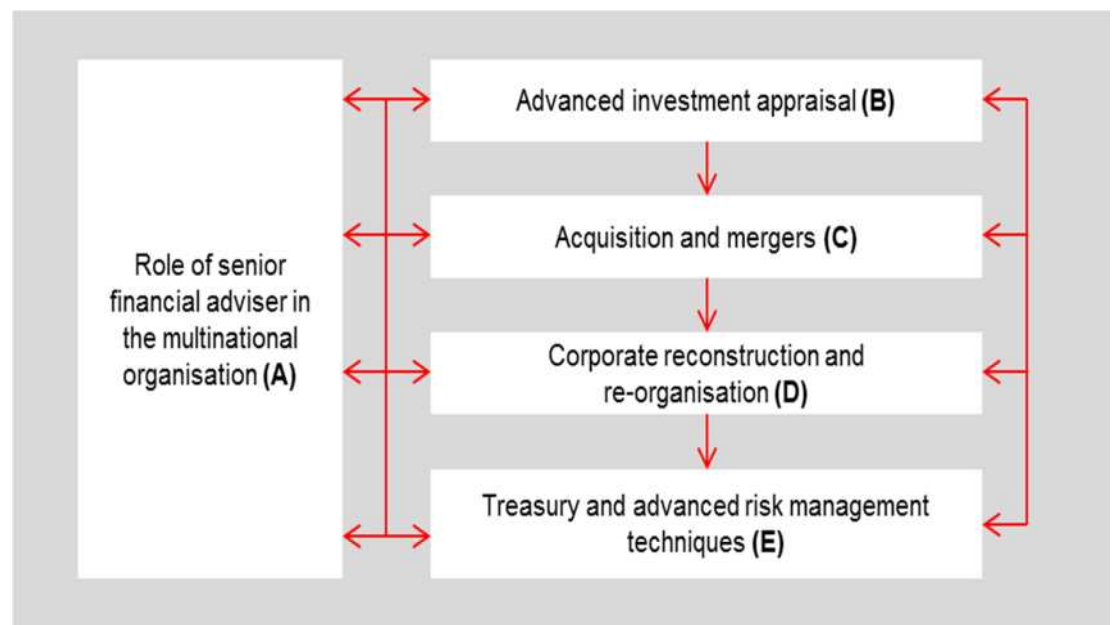 Role of senior
financial adviser in
the multinational
organisation (A)
Advanced investment appraisal (B)
Acquisition and mergers (C)
Corporate reconstruction and
re-organisation (D)
Treasury and advanced risk management
techniques (E)